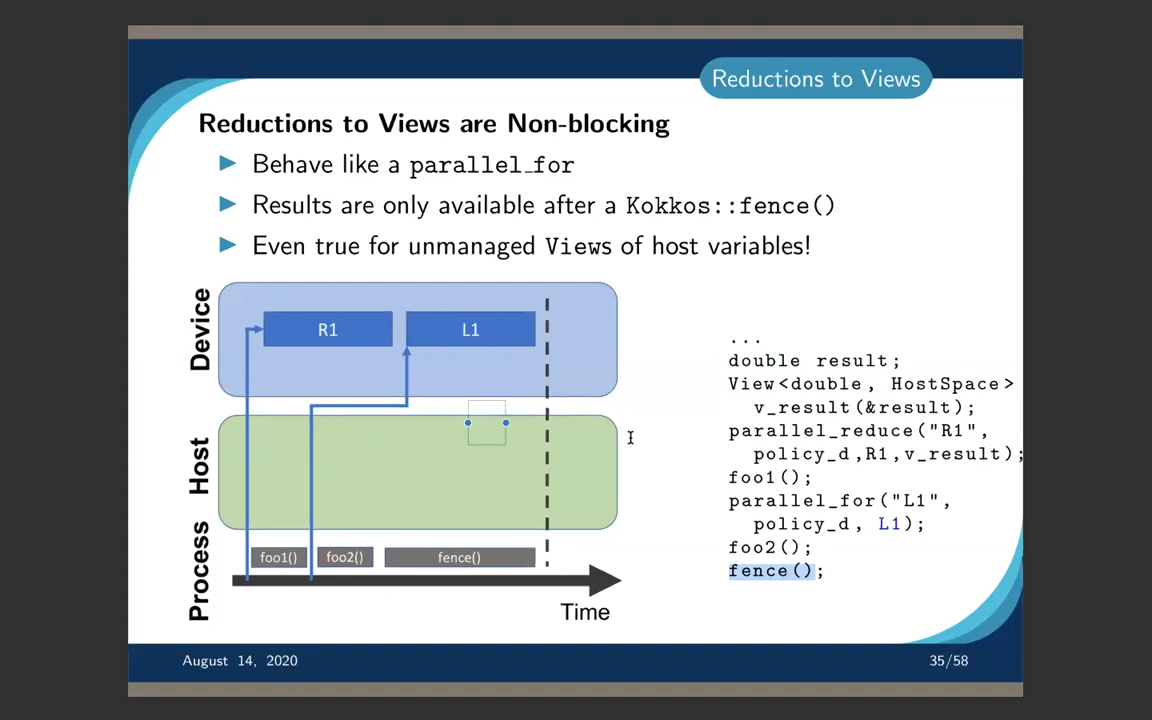 Reductions to Views
Reductions to Views are Non-blocking
Behave like a parallel_for
Results are only available after a Kokkos::fence()
Even true for unmanaged Views of host variables!
Device
R1
L1
Host
Process
foo1()
foo2()
fence()
Time
...
double result;
View<double, HostSpace>
v_result(&result);
parallel_reduce("R1",
policy_d,R1,v_result);
foo1();
parallel_for("L1",
policy_d, L1);
foo2();
fence();
August 14, 2020
35/58